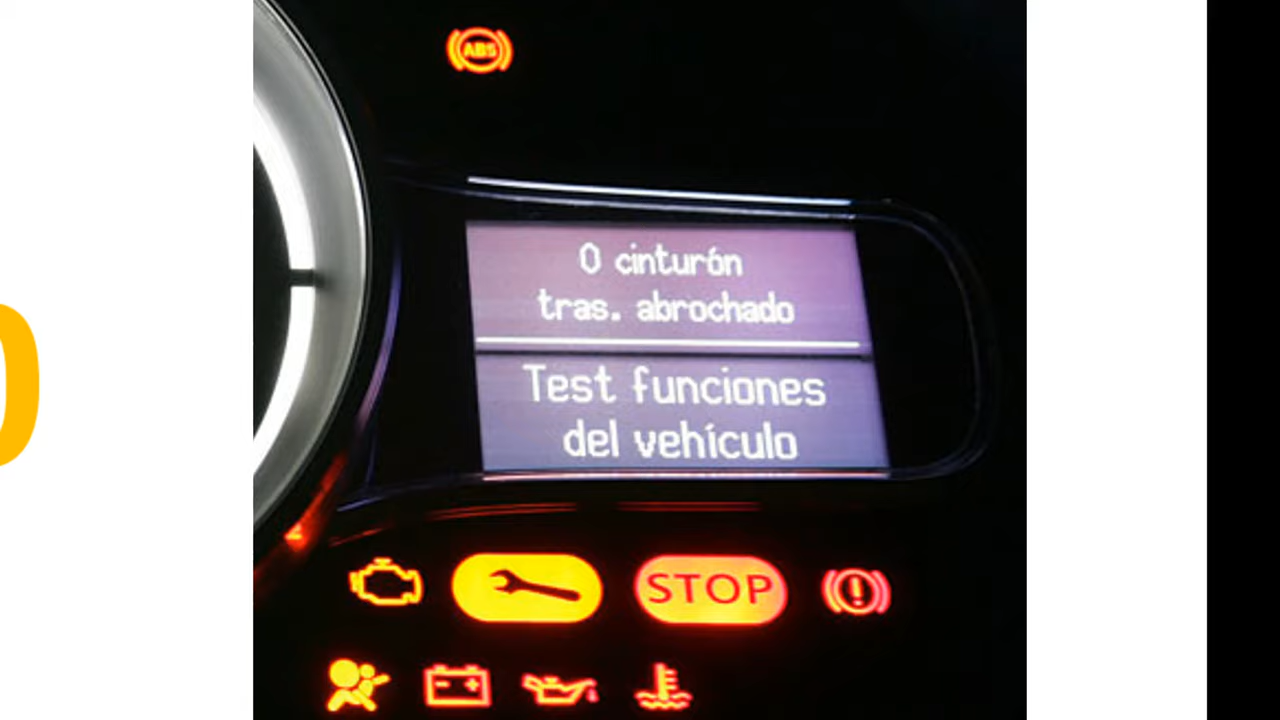 ABS
0 cinturón
tras. abrochado
Test funciones
del vehículo
STOP